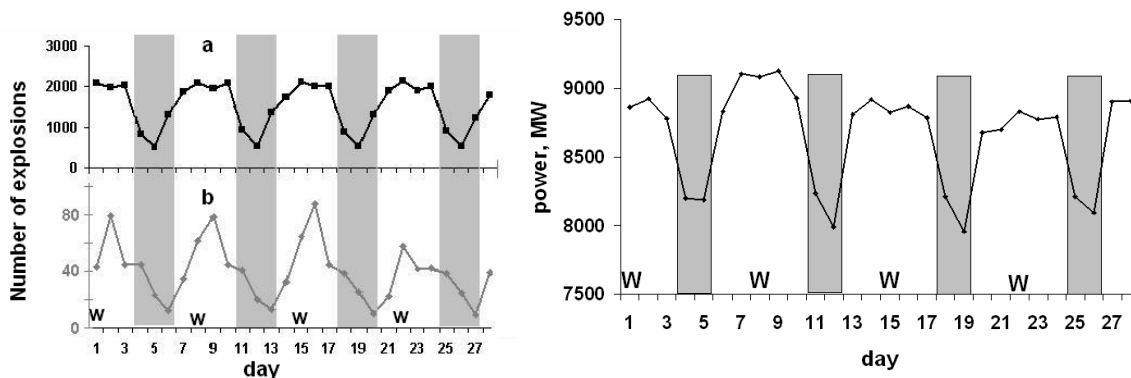 Number of explosions
3000
2000
1000
0
a
80
40
0
b
W W W W
1 3 5 7 9 11 13 15 17 19 21 23 25 27
day
power, MW
9500
9000
8500
8000
7500
W W W W
1 3 5 7 9 11 13 15 17 19 21 23 25 27
day